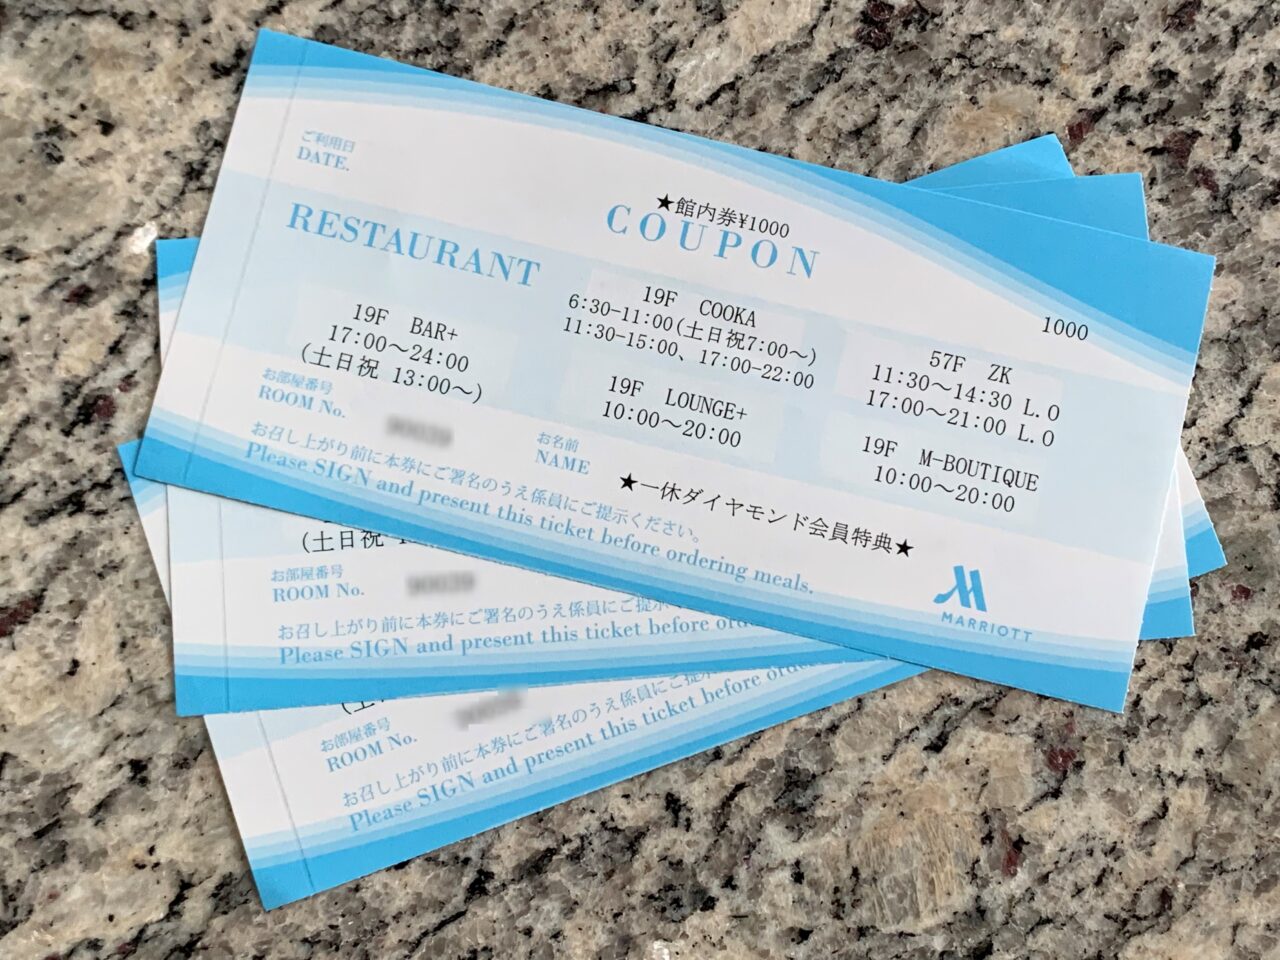 ご利用日
DATE.
★館内券¥1000
COUPON
RESTAURANT
1000
19F BAR+
17:00～24:00
(土日祝 13:00～)
19F COOKA
6:30-11:00(土日祝7:00～)
11:30-15:00、17:00-22:00
57F ZK
11:30～14:30 L.O
17:00～21:00 L.O
19F LOUNGE+
10:00～20:00
19F M-BOUTIQUE
10:00～20:00
お部屋番号
ROOM No.
お名前
NAME
★一休ダイヤモンド会員特典★
お召し上がり前に本券にご署名のうえ係員にご提示ください。
Please SIGN and present this ticket before ordering meals.
MARRIOTT
(土日祝 1
お部屋番号
ROOM No.
お召し上がり前に本券にご署名のうえ係員にご提示
Please SIGN and present this ticket before ord
お部屋番号
ROOM No.
お召し上がり前に本券にご署名のうえ係員にご提
Please SIGN and present this ticket before orde